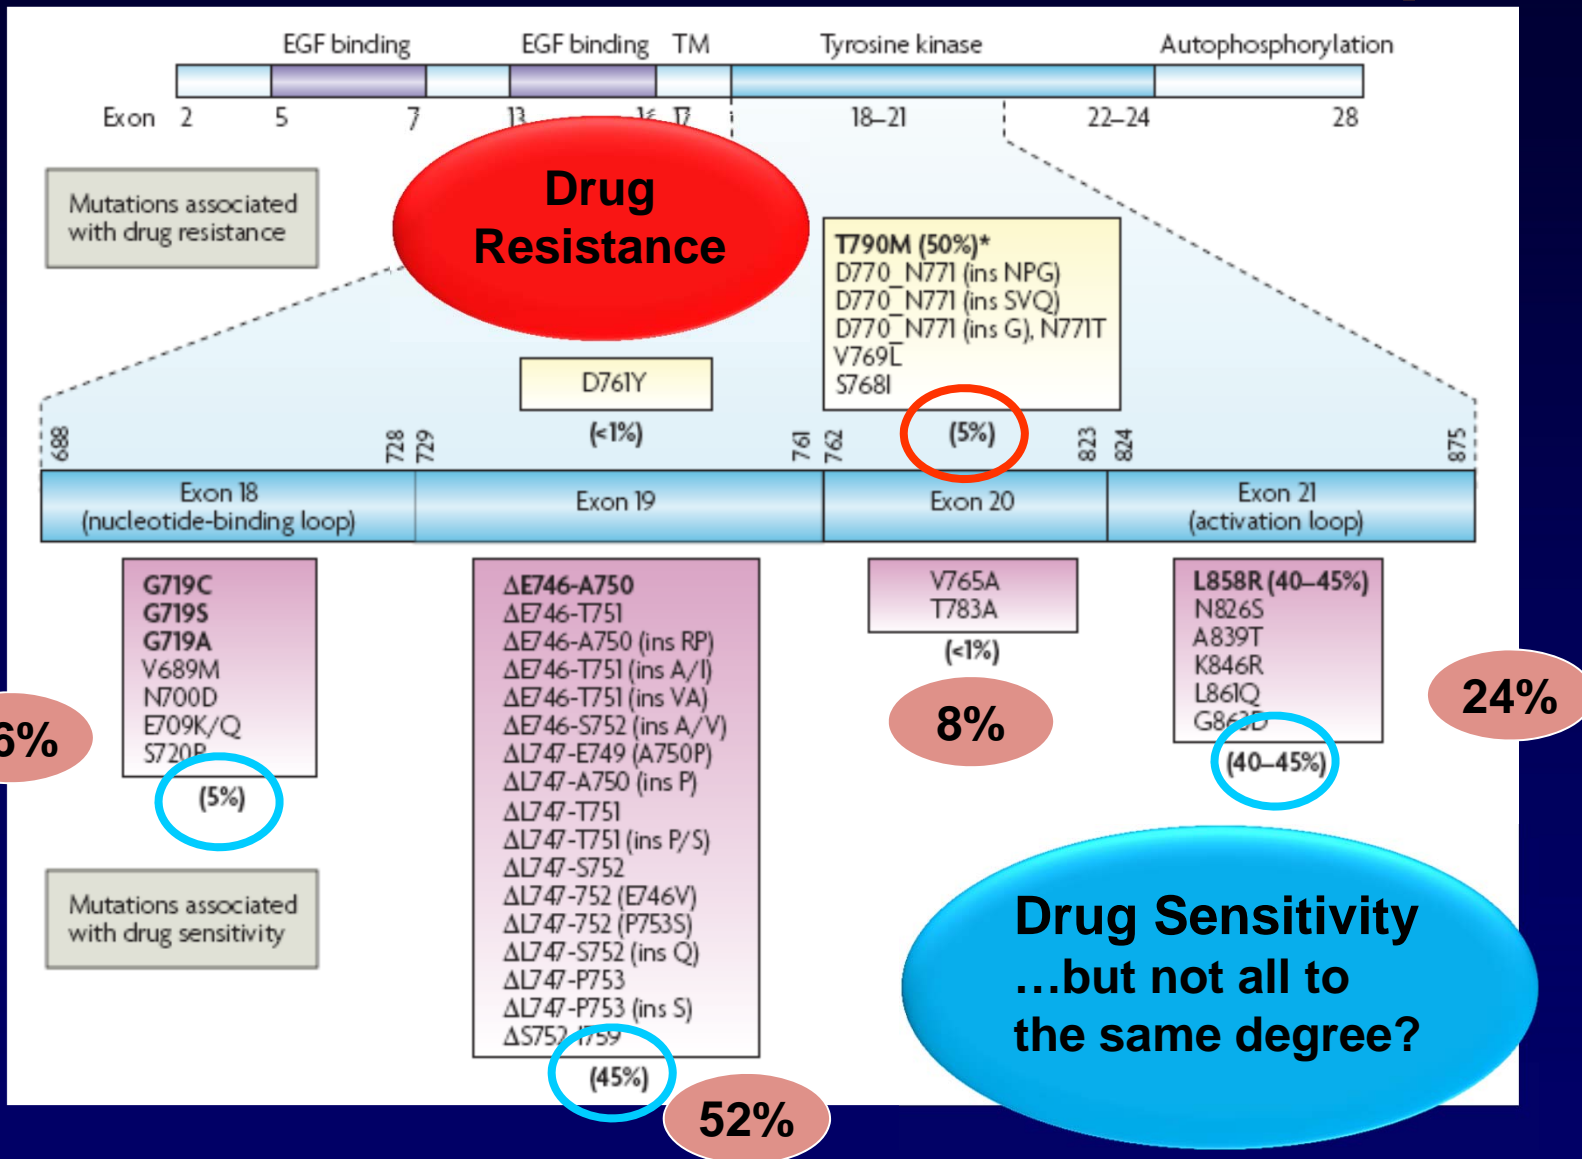 EGF binding EGF binding TM Tyrosine kinase Autophosphorylation
Exon 2 5 7 13 17 18–21 22–24 28
Mutations associated
with drug resistance
Drug
Resistance
T790M (50%)*
D770_N771 (ins NPG)
D770_N771 (ins SVQ)
D770_N771 (ins G), N771T
V769L
S768I
D761Y
(<1%)
(5%)
688 728 729 761 762 823 824 875
Exon 18
(nucleotide-binding loop)
Exon 19
Exon 20
Exon 21
(activation loop)
G719C
G719S
G719A
V689M
N700D
E709K/Q
S720P
(5%)
6%
ΔE746-A750
ΔE746-T751
ΔE746-A750 (ins RP)
ΔE746-T751 (ins A/I)
ΔE746-T751 (ins VA)
ΔE746-S752 (ins A/V)
ΔL747-E749 (A750P)
ΔL747-A750 (ins P)
ΔL747-T751
ΔL747-T751 (ins P/S)
ΔL747-S752
ΔL747-752 (E746V)
ΔL747-752 (P753S)
ΔL747-S752 (ins Q)
ΔL747-P753
ΔL747-P753 (ins S)
ΔS752-I759
(45%)
52%
V765A
T783A
(<1%)
8%
L858R (40–45%)
N826S
A839T
K846R
L861Q
G863D
(40–45%)
24%
Mutations associated
with drug sensitivity
Drug Sensitivity
…but not all to
the same degree?